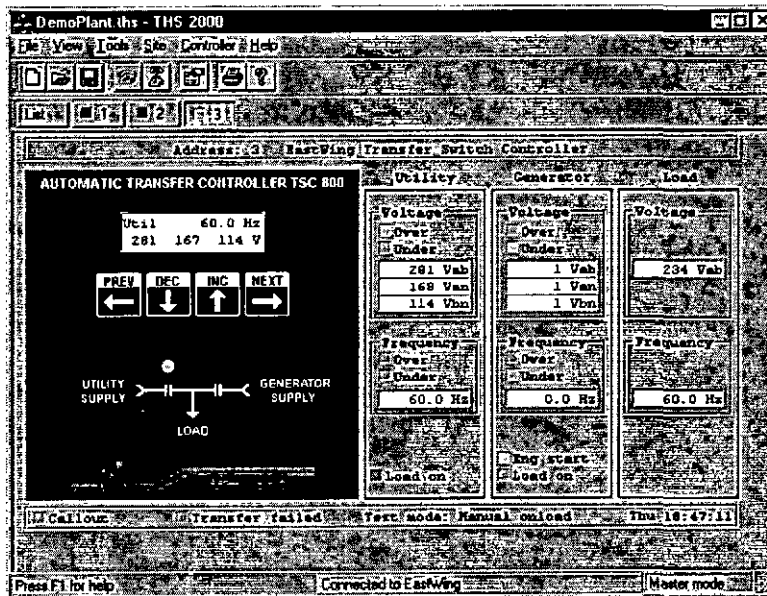 DemoPlant.ths - THS 2000
File View Tools Site Controller Help
List 1 2 3
Address: 3 EastWing Transfer Switch Controller
AUTOMATIC TRANSFER CONTROLLER TSC 800
Util 60.0 Hz
281 167 114 V
PREV DEC INC NEXT
UTILITY SUPPLY
GENERATOR SUPPLY
LOAD
Utility
Voltage
Over
Under
281 Vab
168 Van
114 Vbn
Frequency
Over
Under
60.0 Hz
Load on
Generator
Voltage
Over
Under
1 Vab
1 Van
1 Vbn
Frequency
Over
Under
0.0 Hz
Eng start
Load on
Load
Voltage
234 Vab
Frequency
60.0 Hz
Callout Transfer failed Test mode: Manual onload Thu 18:47:11
Press F1 for help Connected to EastWing Master mode